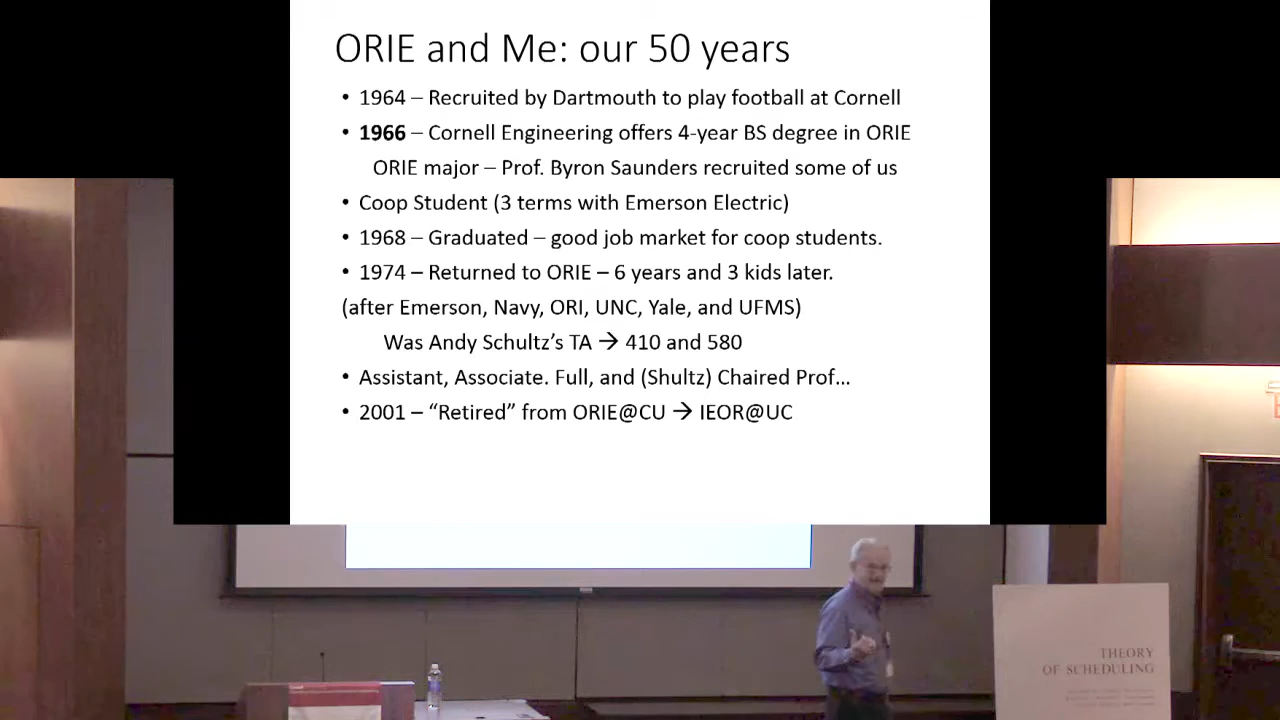 ORIE and Me: our 50 years
• 1964 – Recruited by Dartmouth to play football at Cornell
• 1966 – Cornell Engineering offers 4-year BS degree in ORIE
ORIE major – Prof. Byron Saunders recruited some of us
• Coop Student (3 terms with Emerson Electric)
• 1968 – Graduated – good job market for coop students.
• 1974 – Returned to ORIE – 6 years and 3 kids later.
(after Emerson, Navy, ORI, UNC, Yale, and UFMS)
Was Andy Schultz’s TA → 410 and 580
• Assistant, Associate. Full, and (Shultz) Chaired Prof…
• 2001 – “Retired” from ORIE@CU → IEOR@UC
THEORY
OF SCHEDULING